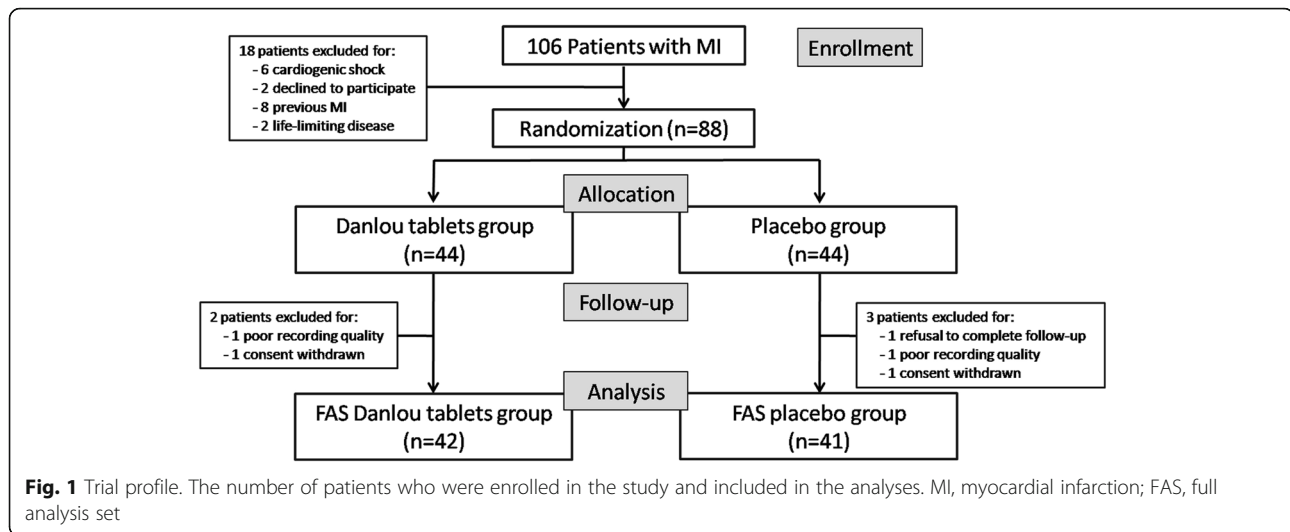 106 Patients with MI
Enrollment
18 patients excluded for:
- 6 cardiogenic shock
- 2 declined to participate
- 8 previous MI
- 2 life-limiting disease
Randomization (n=88)
Allocation
Danlou tablets group
(n=44)
Placebo group
(n=44)
Follow-up
2 patients excluded for:
- 1 poor recording quality
- 1 consent withdrawn
3 patients excluded for:
- 1 refusal to complete follow-up
- 1 poor recording quality
- 1 consent withdrawn
Analysis
FAS Danlou tablets group
(n=42)
FAS placebo group
(n=41)
Fig. 1 Trial profile. The number of patients who were enrolled in the study and included in the analyses. MI, myocardial infarction; FAS, full
analysis set